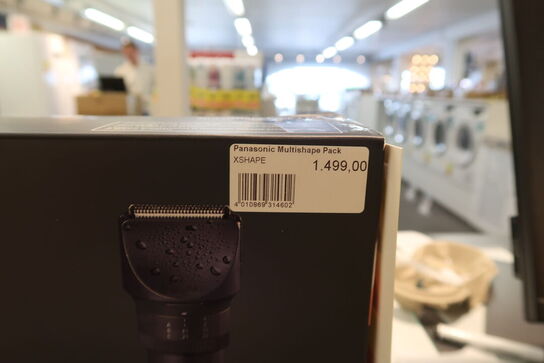 Panasonic Multishape Pack
XSHAPE
1.499,00
4 010869 314602